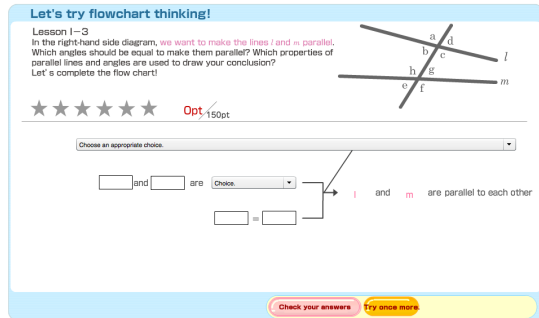 Let's try flowchart thinking!
Lesson I-3
In the right-hand side diagram, we want to make the lines l and m parallel.
Which angles should be equal to make them parallel? Which properties of
parallel lines and angles are used to draw your conclusion?
Let's complete the flow chart!
a
d
b
c
l
h
g
e
f
m
0pt/150pt
Choose an appropriate choice.
and
are
Choice.
l and m are parallel to each other
=
Check your answers
Try once more.